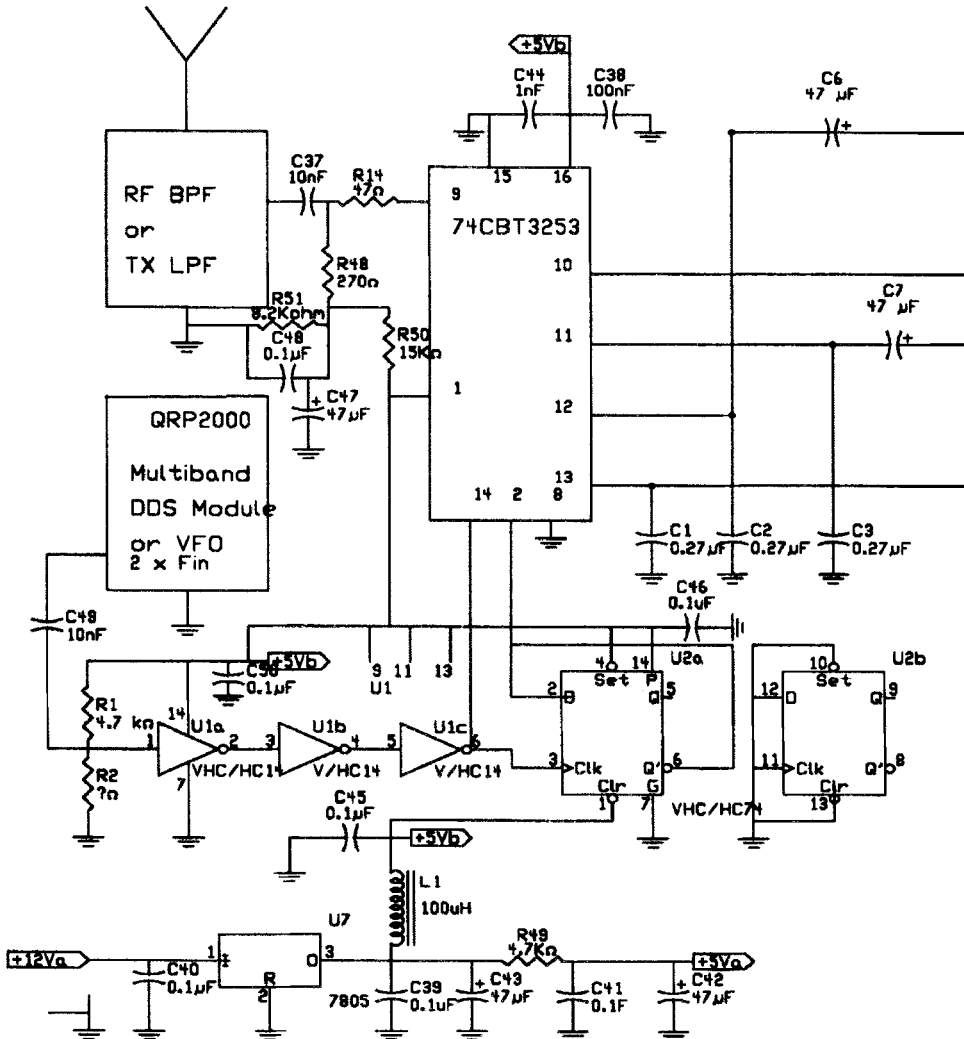 +5Vb
C44
1nF
C38
100nF
C6
47 µF
RF BPF
or
TX LPF
C37
10nF
R14
47Ω
9
15
16
74CBT3253
10
R48
270Ω
C7
47 µF
R51
8.2Kohm
C48
0.1µF
R50
15KΩ
11
1
12
C47
47µF
+
QRP2000
Multiband
DDS Module
or VFO
2 x Fin
13
14
2
8
C1
0.27µF
C2
0.27µF
C3
0.27µF
C49
10nF
C46
0.1uF
+5Vb
9
11
13
U1
4
14
U2a
Set
P
2
D
Q
5
10
U2b
Set
12
D
Q
9
0.1µF
R1
4.7 kΩ
14
U1a
U1b
U1c
1
2
3
4
5
6
3
Clk
Q'
6
11
Clk
Q'
8
R2
?Ω
7
VHC/HC14
V/HC14
V/HC14
Clr
G
1
7
VHC/HC74
Clr
13
C45
0.1µF
+5Vb
L1
100uH
U7
+12Va
1
I
O
3
R
2
7805
C40
0.1µF
C39
0.1uF
C43
47µF
+
R49
4.7KΩ
C41
0.1F
C42
47µF
+
+5Va